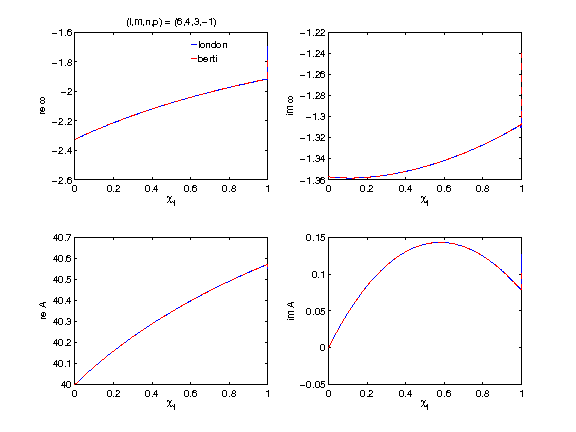 (l,m,n,p) = (6,4,3,−1)
−1.6
−1.8
−2
−2.2
−2.4
−2.6
re ω
london
berti
0 0.2 0.4 0.6 0.8 1
χf
−1.22
−1.24
−1.26
−1.28
−1.3
−1.32
−1.34
−1.36
im ω
0 0.2 0.4 0.6 0.8 1
χf
40.7
40.6
40.5
40.4
40.3
40.2
40.1
40
re A
0 0.2 0.4 0.6 0.8 1
χf
0.15
0.1
0.05
0
−0.05
im A
0 0.2 0.4 0.6 0.8 1
χf